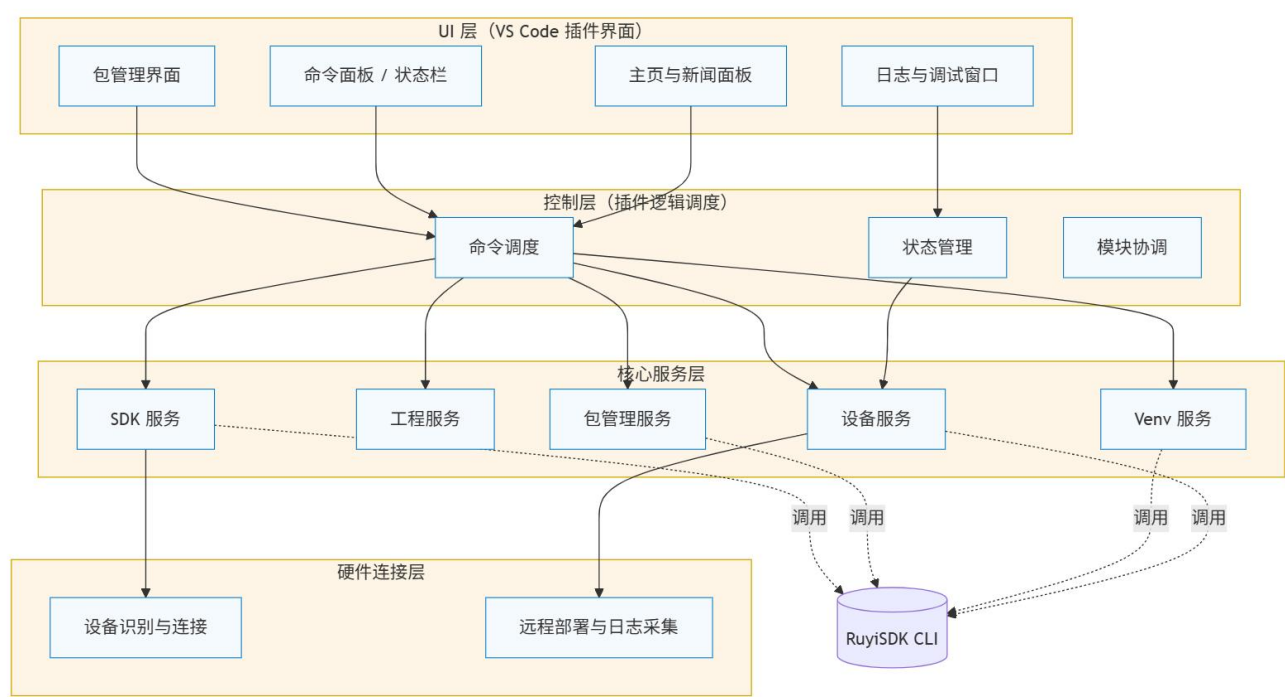 UI 层（VS Code 插件界面）
包管理界面
命令面板 / 状态栏
主页与新闻面板
日志与调试窗口
控制层（插件逻辑调度）
命令调度
状态管理
模块协调
核心服务层
SDK 服务
工程服务
包管理服务
设备服务
Venv 服务
调用
调用
调用
调用
硬件连接层
设备识别与连接
远程部署与日志采集
RuyiSDK CLI